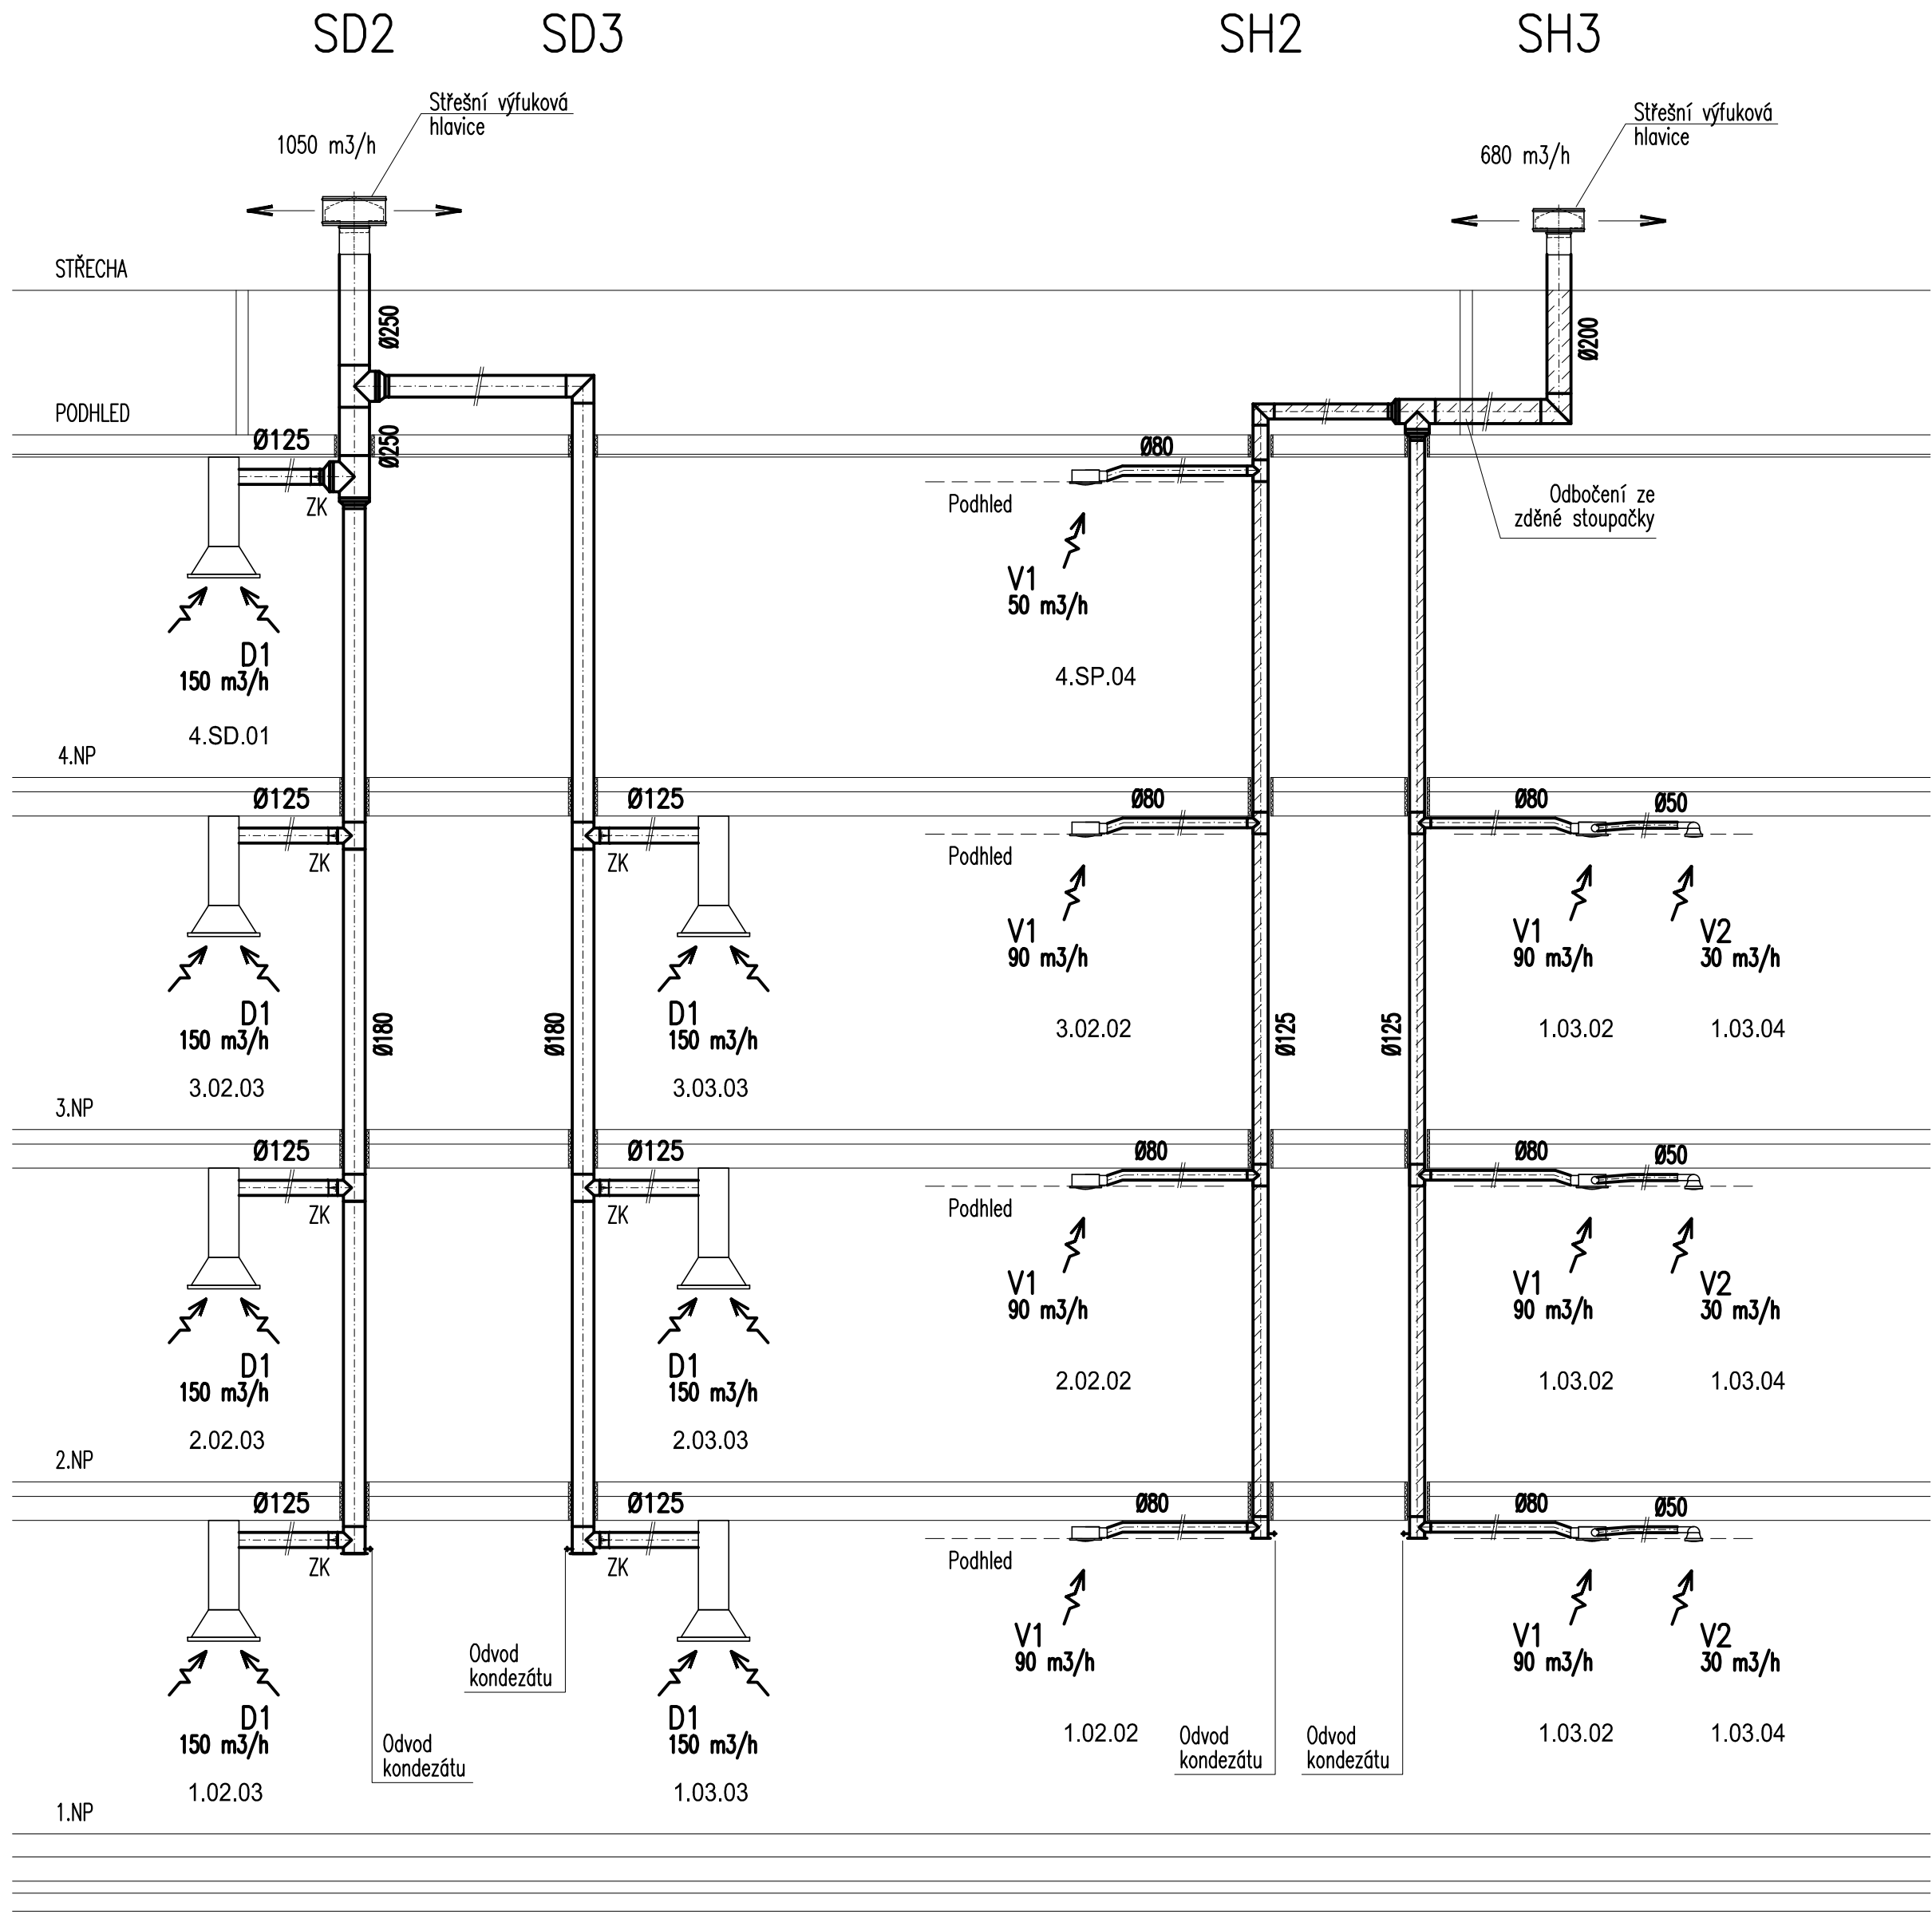 SD2
SD3
SH2
SH3
Střešní výfuková
hlavice
1050 m3/h
Střešní výfuková
hlavice
680 m3/h
STŘECHA
Ø250
Ø200
PODHLED
Ø125
Ø250
ZK
Ø80
Podhled
Odbočení ze
zděné stoupačky
V1
50 m3/h
D1
150 m3/h
4.SP.04
4.SD.01
4.NP
Ø125
Ø125
Ø80
Ø80
Ø50
ZK
ZK
Podhled
D1
150 m3/h
D1
150 m3/h
V1
90 m3/h
V1
90 m3/h
V2
30 m3/h
Ø180
Ø180
Ø125
Ø125
3.02.03
3.03.03
3.02.02
1.03.02
1.03.04
3.NP
Ø125
Ø125
Ø80
Ø80
Ø50
ZK
ZK
Podhled
D1
150 m3/h
D1
150 m3/h
V1
90 m3/h
V1
90 m3/h
V2
30 m3/h
2.02.03
2.03.03
2.02.02
1.03.02
1.03.04
2.NP
Ø125
Ø125
Ø80
Ø80
Ø50
ZK
ZK
Podhled
D1
150 m3/h
Odvod
kondezátu
D1
150 m3/h
V1
90 m3/h
V1
90 m3/h
V2
30 m3/h
Odvod
kondezátu
1.02.03
1.03.03
1.02.02
Odvod
kondezátu
Odvod
kondezátu
1.03.02
1.03.04
1.NP